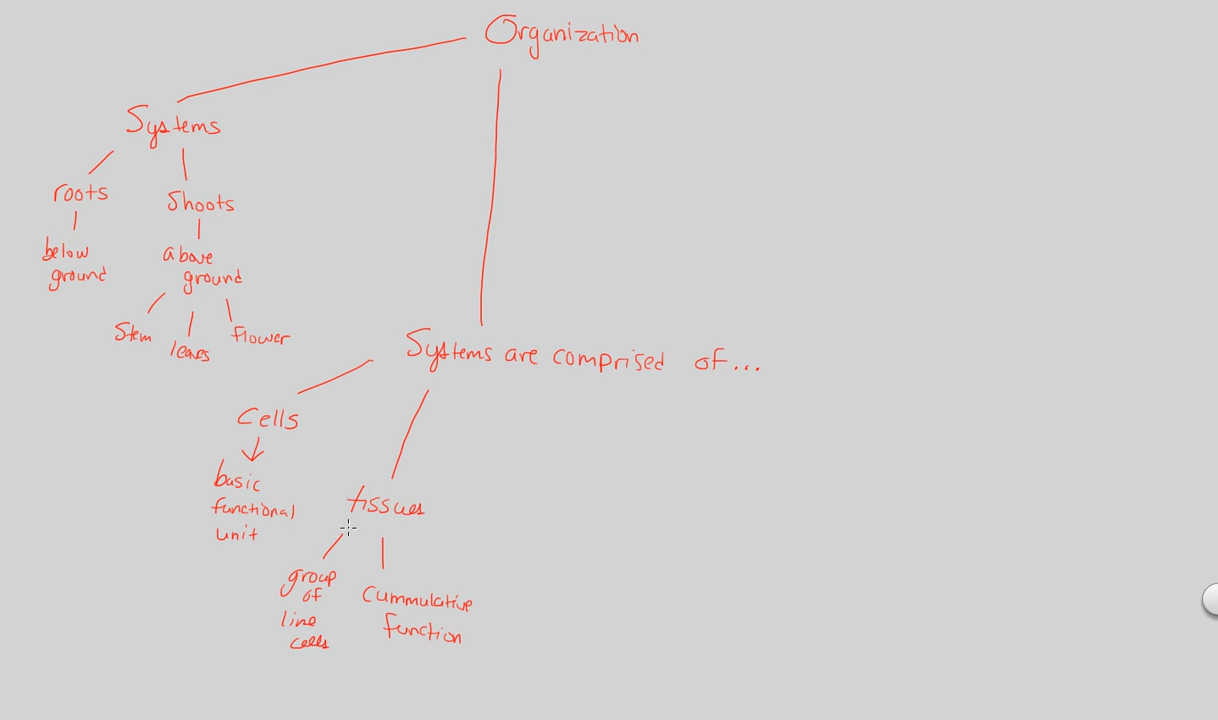 Organization
Systems
roots
Shoots
below
ground
above
ground
Stem
leaves
flower
Systems are comprised of...
Cells
basic
functional
unit
tissues
group
of
like
cells
Cummulative
function